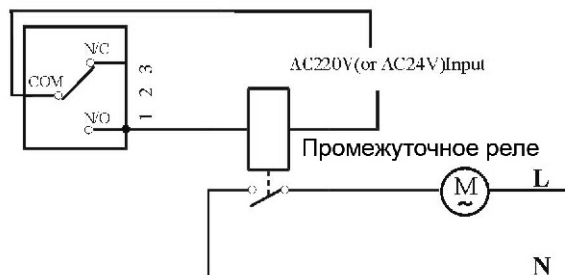 N/C
COM
3
2
1
N/O
AC220V(or AC24V)Input
Промежуточное реле
M
~
L
N